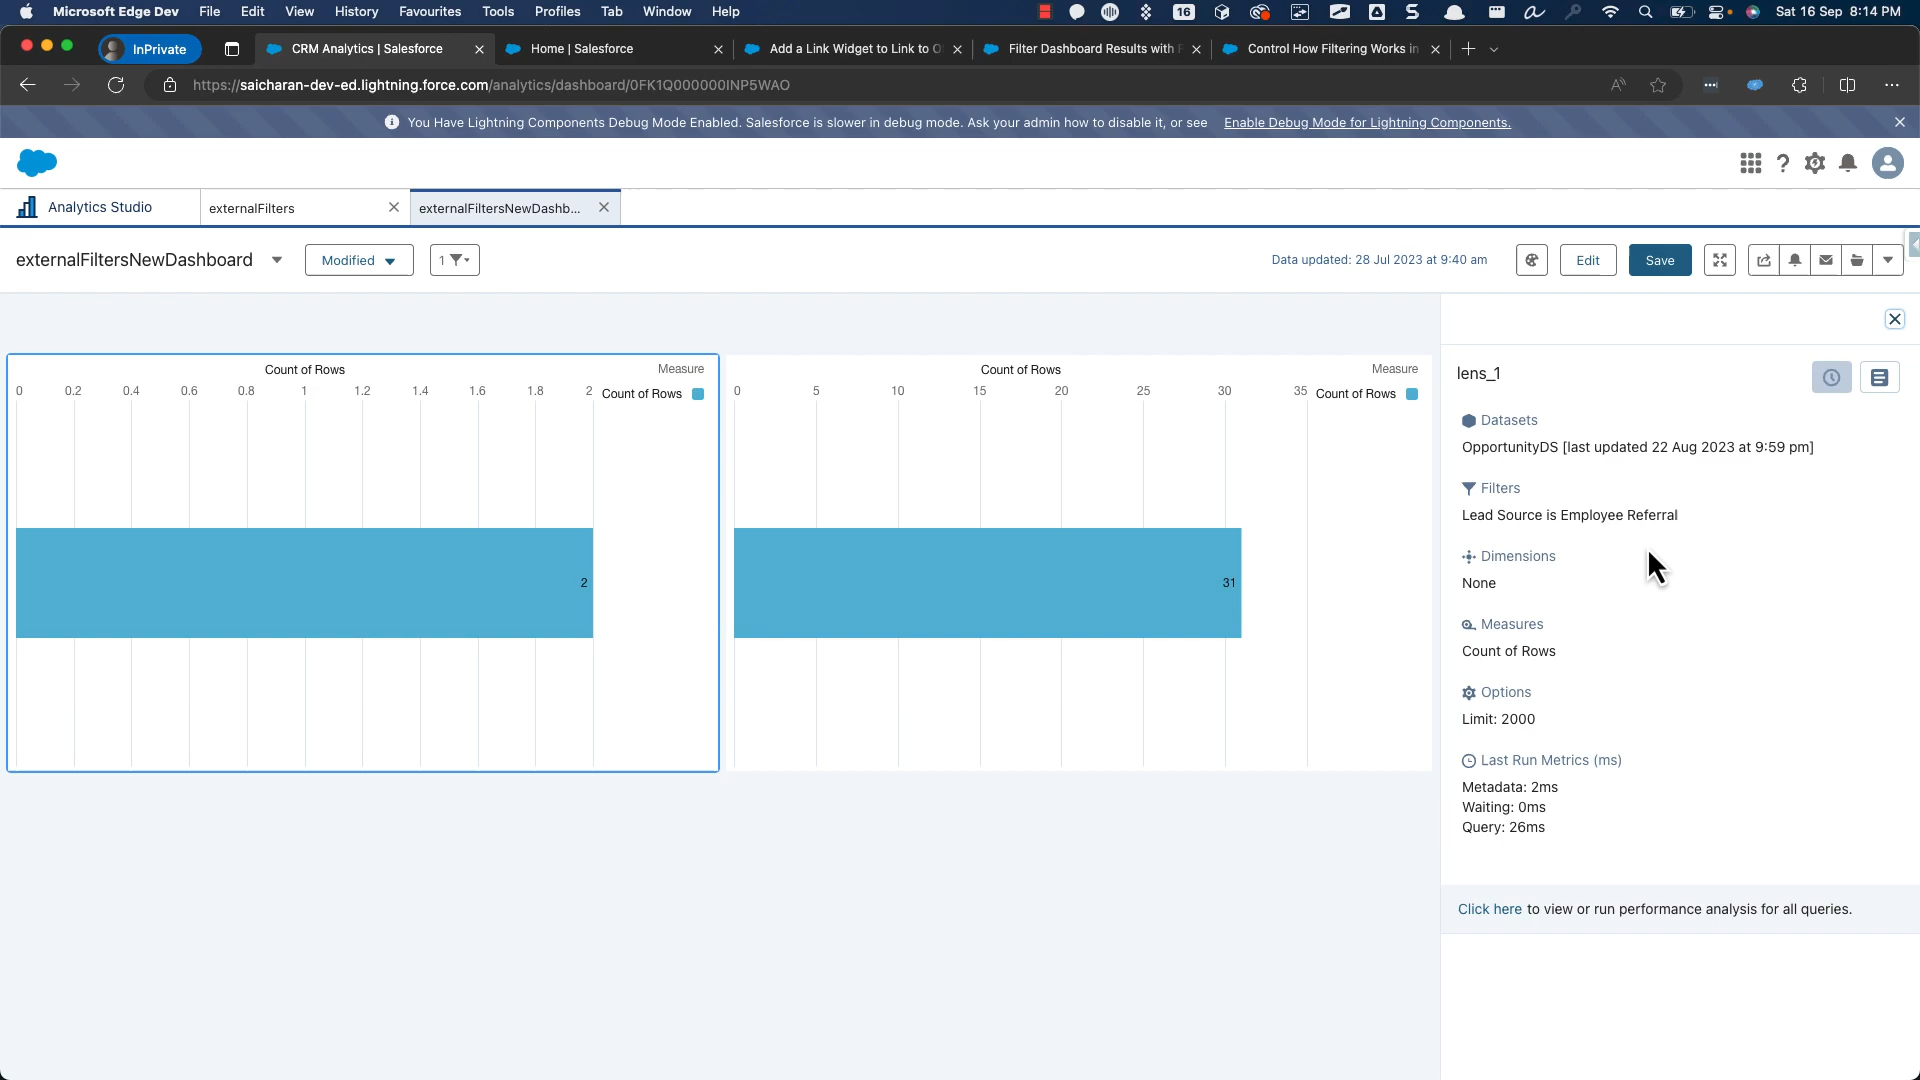 Microsoft Edge Dev File Edit View History Favourites Tools Profiles Tab Window Help 16 Sat 16 Sep 8:14 PM
InPrivate CRM Analytics | Salesforce Home | Salesforce Add a Link Widget to Link to O Filter Dashboard Results with F Control How Filtering Works in
https://saicharan-dev-ed.lightning.force.com/analytics/dashboard/0FK1Q000000INP5WAO
You Have Lightning Components Debug Mode Enabled. Salesforce is slower in debug mode. Ask your admin how to disable it, or see Enable Debug Mode for Lightning Components.
Analytics Studio externalFilters externalFiltersNewDashb...
externalFiltersNewDashboard Modified 1 Data updated: 28 Jul 2023 at 9:40 am Edit Save
Count of Rows Measure
0 0.2 0.4 0.6 0.8 1 1.2 1.4 1.6 1.8 2 Count of Rows
2
Count of Rows Measure
0 5 10 15 20 25 30 35 Count of Rows
31
lens_1
Datasets
OpportunityDS [last updated 22 Aug 2023 at 9:59 pm]
Filters
Lead Source is Employee Referral
Dimensions
None
Measures
Count of Rows
Options
Limit: 2000
Last Run Metrics (ms)
Metadata: 2ms
Waiting: 0ms
Query: 26ms
Click here to view or run performance analysis for all queries.